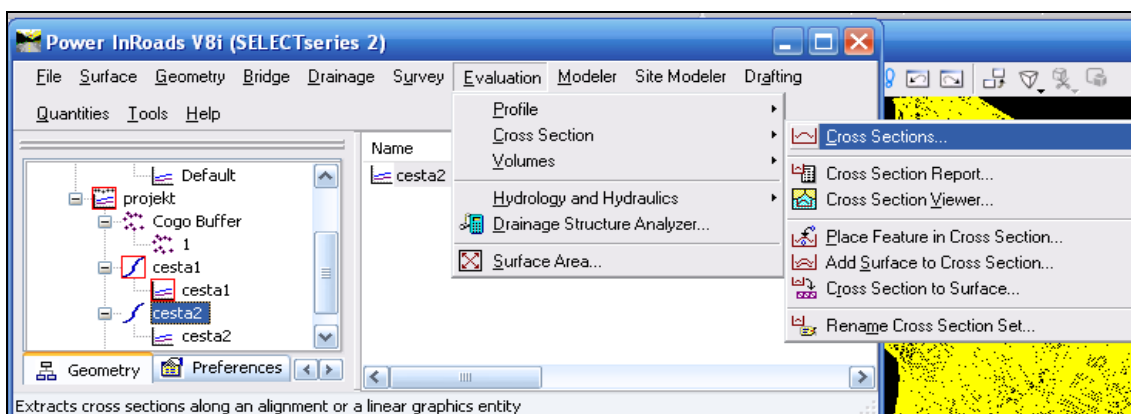 Power InRoads V8i (SELECTseries 2)
File Surface Geometry Bridge Drainage Survey Evaluation Modeler Site Modeler Drafting
Quantities Tools Help
Profile
Cross Section
Volumes
Hydrology and Hydraulics
Drainage Structure Analyzer...
Surface Area...
Cross Sections...
Cross Section Report...
Cross Section Viewer...
Place Feature in Cross Section...
Add Surface to Cross Section...
Cross Section to Surface...
Rename Cross Section Set...
Default
projekt
Cogo Buffer
1
cesta1
cesta1
cesta2
cesta2
Name
cesta2
Geometry Preferences
Extracts cross sections along an alignment or a linear graphics entity